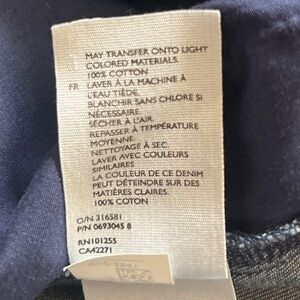 MAY TRANSFER ONTO LIGHT
COLORED MATERIALS.
100% COTTON
FR LAVER À LA MACHINE À
L'EAU TIÈDE.
BLANCHIR SANS CHLORE SI
NÉCESSAIRE.
SÉCHER À L'AIR.
REPASSER À TEMPÉRATURE
MOYENNE.
NETTOYAGE À SEC.
LAVER AVEC COULEURS
SIMILAIRES
LA COULEUR DE CE DENIM
PEUT DÉTEINDRE SUR DES
MATIÈRES CLAIRES.
100% COTON
O/N 316581
P/N 0693045 8
RN101255
CA42271